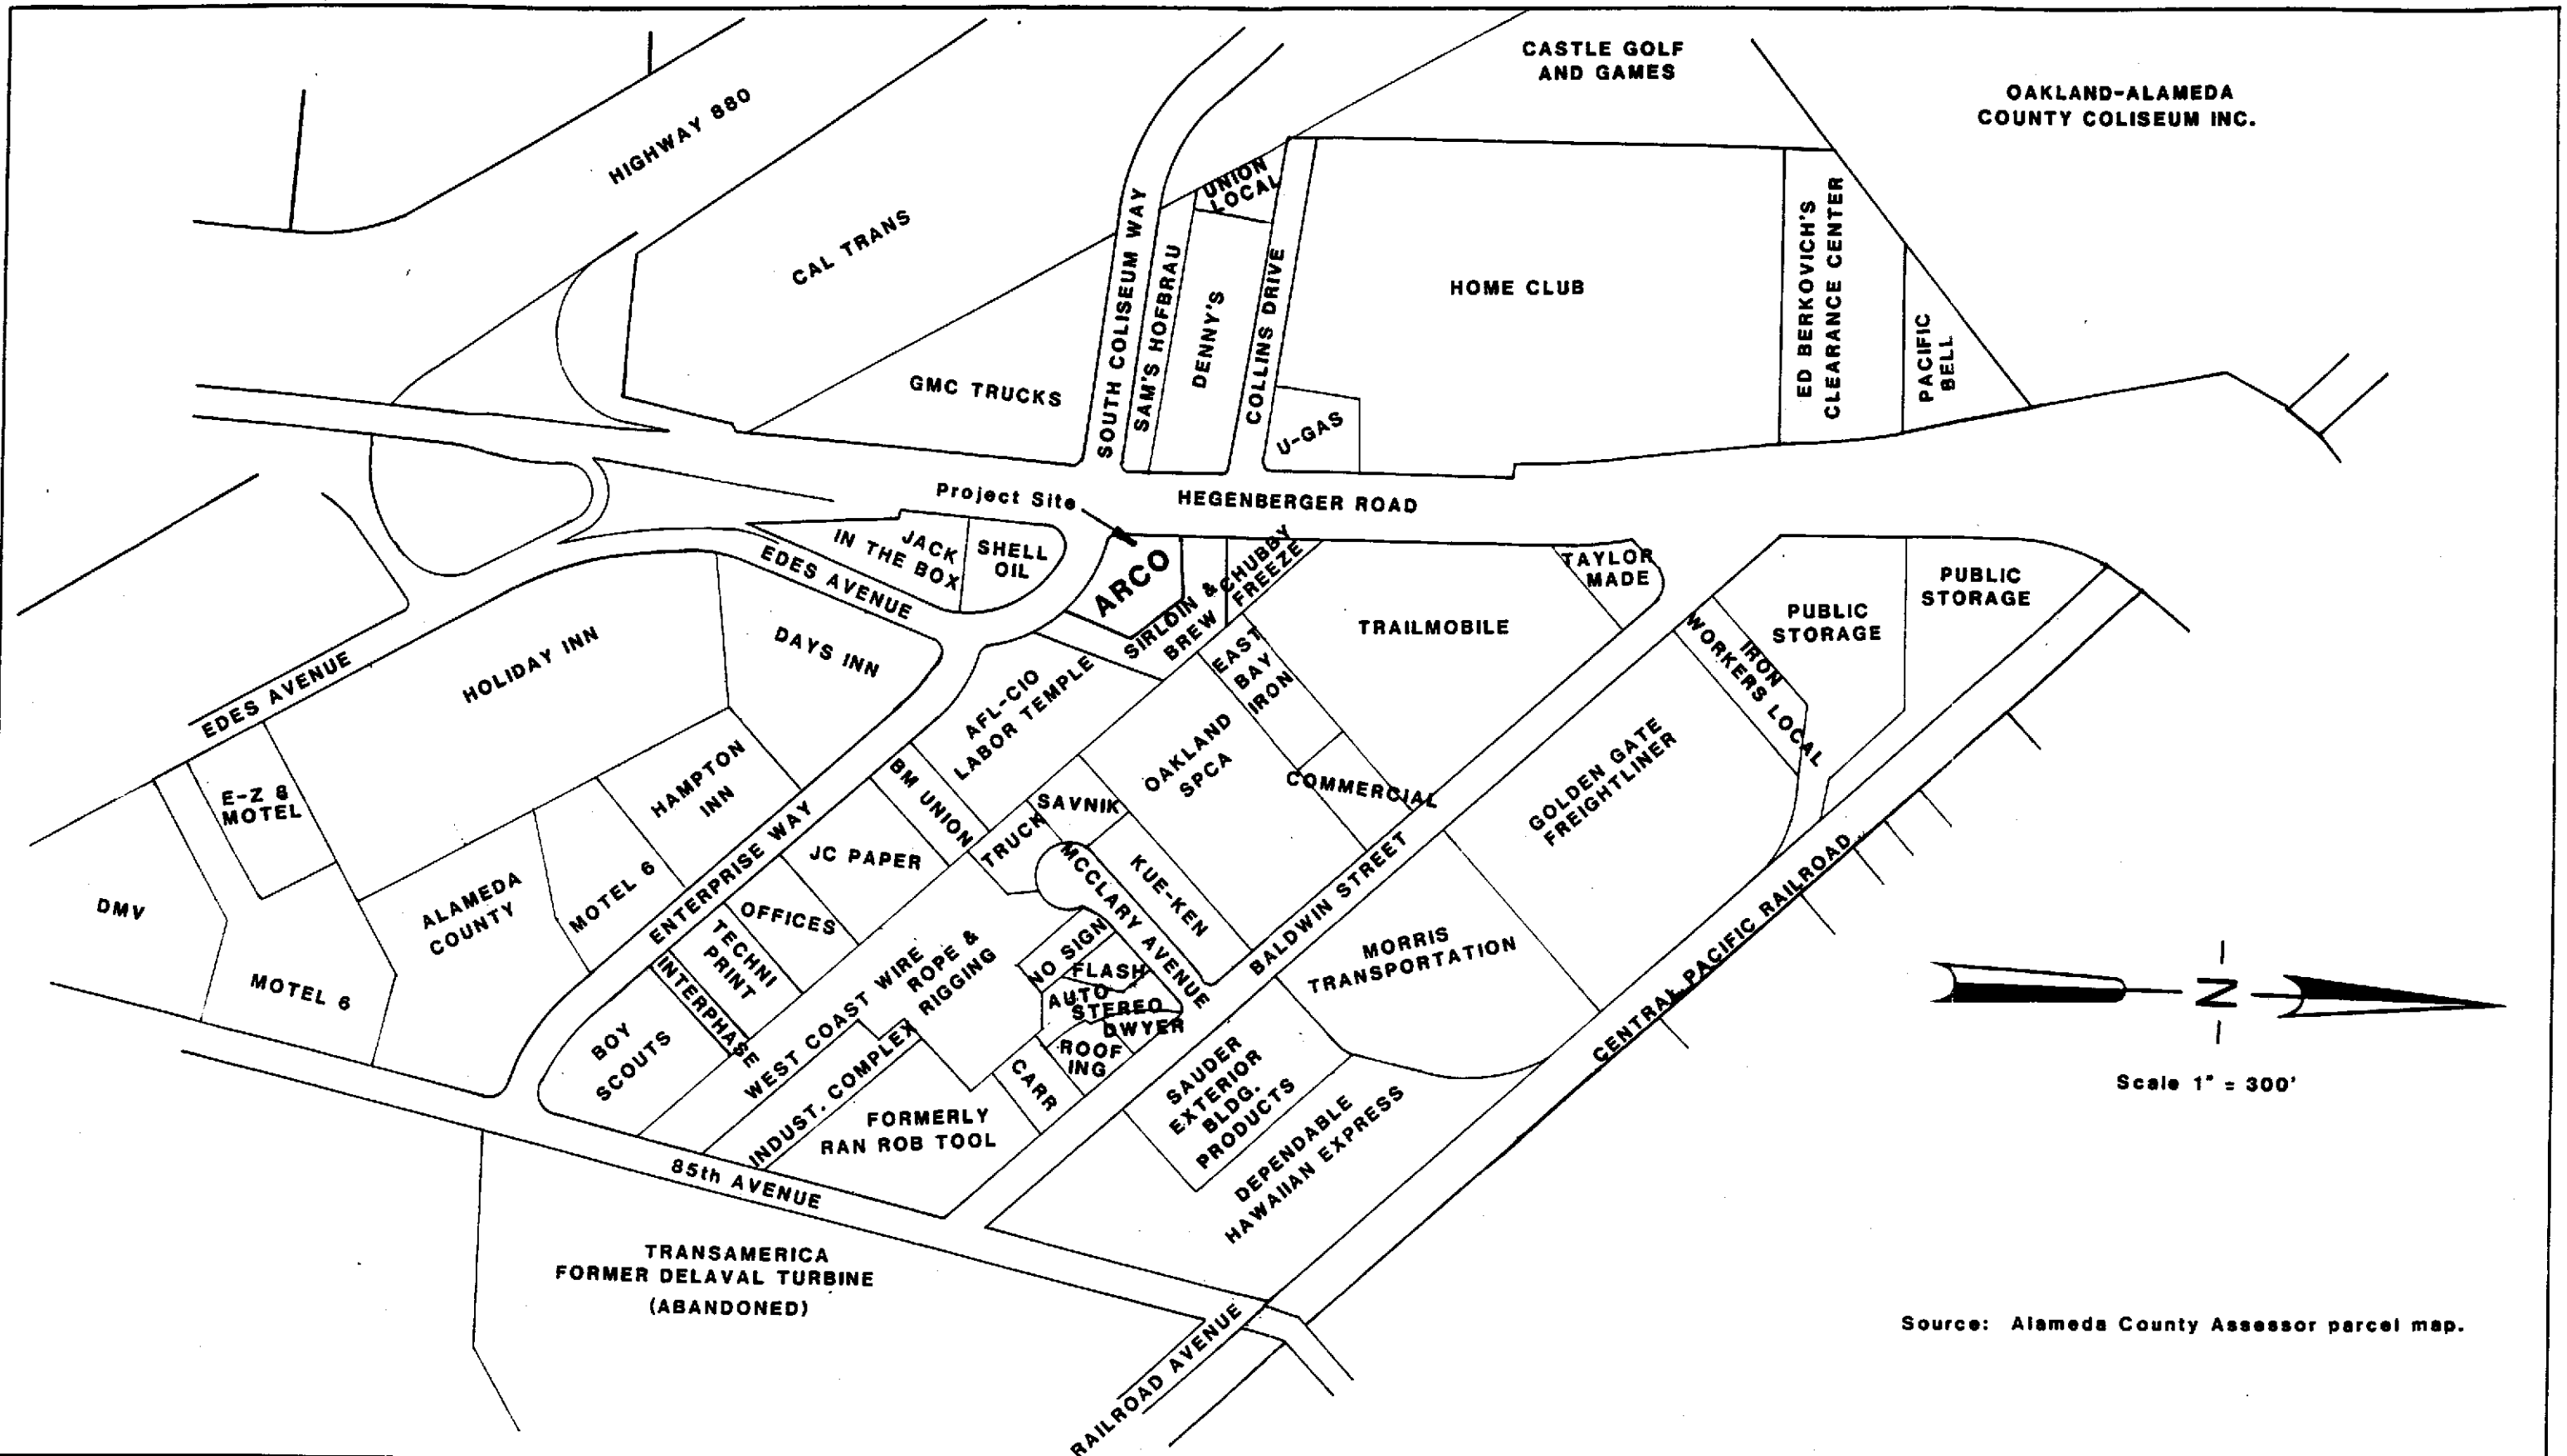 CASTLE GOLF
AND GAMES
OAKLAND-ALAMEDA
COUNTY COLISEUM INC.
HIGHWAY 880
CAL TRANS
GMC TRUCKS
SOUTH COLISEUM WAY
SAM'S HOFBRAU
UNION
LOCAL
DENNY'S
COLLINS DRIVE
U-GAS
HOME CLUB
ED BERKOVICH'S
CLEARANCE CENTER
PACIFIC
BELL
Project Site
HEGENBERGER ROAD
JACK
IN THE BOX
SHELL
OIL
ARCO
SIRLOIN &
BREW
CHUBBY
FREEZE
TAYLOR
MADE
PUBLIC
STORAGE
PUBLIC
STORAGE
EDES AVENUE
EDES AVENUE
HOLIDAY INN
DAYS INN
AFL-CIO
LABOR TEMPLE
EAST
BAY
IRON
TRAILMOBILE
IRON
WORKERS LOCAL
E-Z 8
MOTEL
HAMPTON
INN
BM UNION
OAKLAND
SPCA
COMMERCIAL
GOLDEN GATE
FREIGHTLINER
SAVNIK
TRUCK
DMV
ALAMEDA
COUNTY
MOTEL 6
ENTERPRISE WAY
JC PAPER
MCCLARY AVENUE
KUE-KEN
BALDWIN STREET
CENTRAL PACIFIC RAILROAD
MOTEL 6
OFFICES
TECHNI
PRINT
INTERPHASE
WEST COAST WIRE
ROPE &
RIGGING
NO SIGN
FLASH
AUTO
STEREO
DWYER
ROOF
ING
MORRIS
TRANSPORTATION
N
Scale 1" = 300'
BOY
SCOUTS
INDUST. COMPLEX
CARR
FORMERLY
RAN ROB TOOL
SAUDER
EXTERIOR
BLDG.
PRODUCTS
DEPENDABLE
HAWAIIAN EXPRESS
85th AVENUE
TRANSAMERICA
FORMER DELAVAL TURBINE
(ABANDONED)
RAILROAD AVENUE
Source: Alameda County Assessor parcel map.